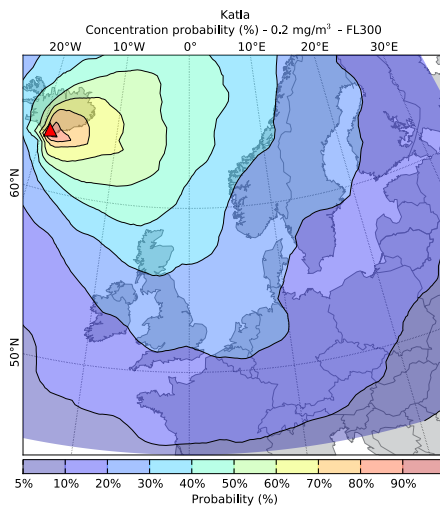 Katla
Concentration probability (%) - 0.2 mg/m³ - FL300
20°W 10°W 0° 10°E 20°E 30°E
60°N
50°N
5% 10% 20% 30% 40% 50% 60% 70% 80% 90%
Probability (%)